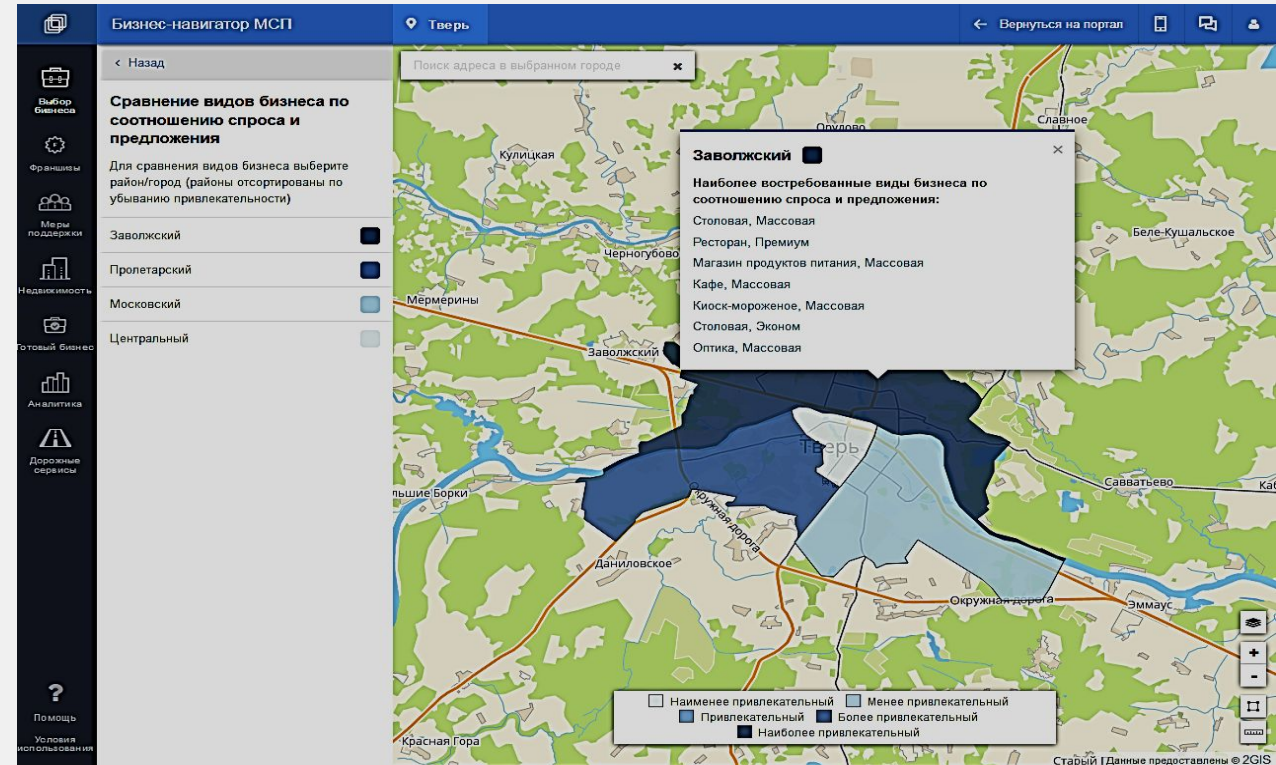 Бизнес-навигатор МСП
Тверь
Вернуться на портал
Выбор
бизнеса
Франшизы
Меры
поддержки
Недвижимость
Готовый бизнес
Аналитика
Дорожные
сервисы
?
Помощь
Условия
использования
Назад
Сравнение видов бизнеса по
соотношению спроса и
предложения
Для сравнения видов бизнеса выберите
район/город (районы отсортированы по
убыванию привлекательности)
Заволжский
Пролетарский
Московский
Центральный
Поиск адреса в выбранном городе
Орудово
Славное
Кулицкая
Заволжский
Наиболее востребованные виды бизнеса по
соотношению спроса и предложения:
Столовая, Массовая
Ресторан, Премиум
Магазин продуктов питания, Массовая
Кафе, Массовая
Киоск-мороженое, Массовая
Столовая, Эконом
Оптика, Массовая
Беле-Кушальское
Черногубово
Мермерины
Заволжский
Тверь
льшие Борки
Савватьево
Каб
Окружная дорога
Даниловское
Окружная дорога
Эммаус
+
-
Наименее привлекательный
Менее привлекательный
Привлекательный
Более привлекательный
Наиболее привлекательный
Красная Гора
Старый
Данные предоставлены © 2GIS